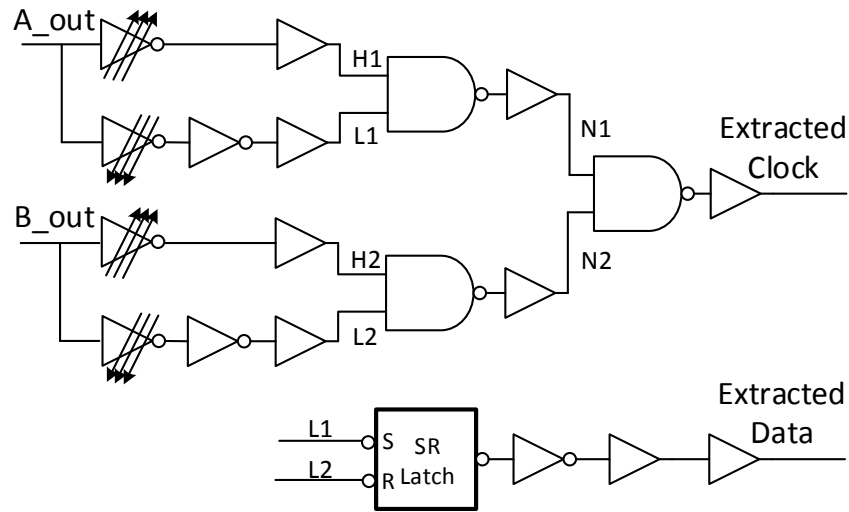 A_out
H1
L1
N1
Extracted
Clock
B_out
H2
L2
N2
Extracted
Data
L1
S
SR
L2
R
Latch